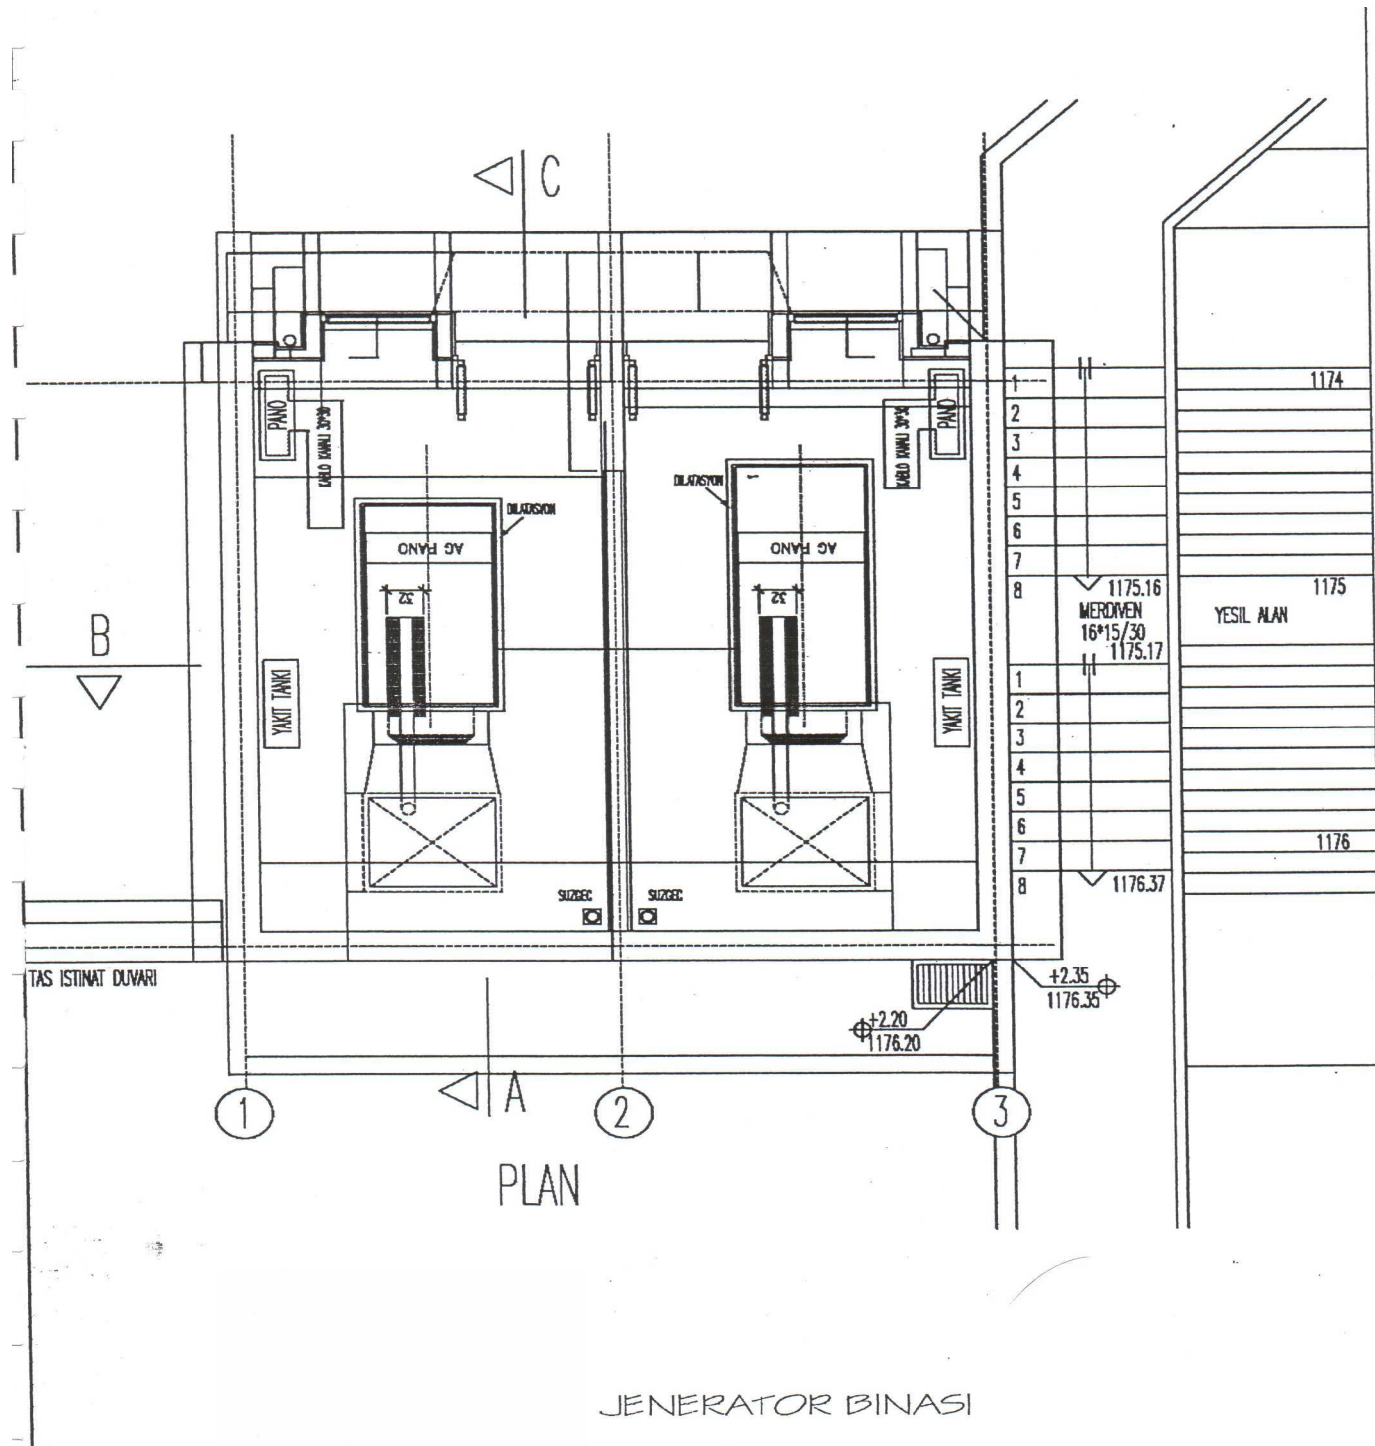 C
1
1174
PANO
PANO
2
KABLO KANALI 30*30
KABLO KANALI 30*30
3
4
DILATASYON
5
DILATASYON
6
AG PANO
AG PANO
7
1175.16
1175
8
32
32
MERDIVEN
YESIL ALAN
16*15/30
B
1175.17
1
YAKIT TANKI
YAKIT TANKI
2
3
4
5
6
1176
7
8
1176.37
SUZGEC
SUZGEC
TAS ISTINAT DUVARI
+2.35
1176.35
+2.20
1176.20
A
1
2
3
PLAN
JENERATOR BINASI